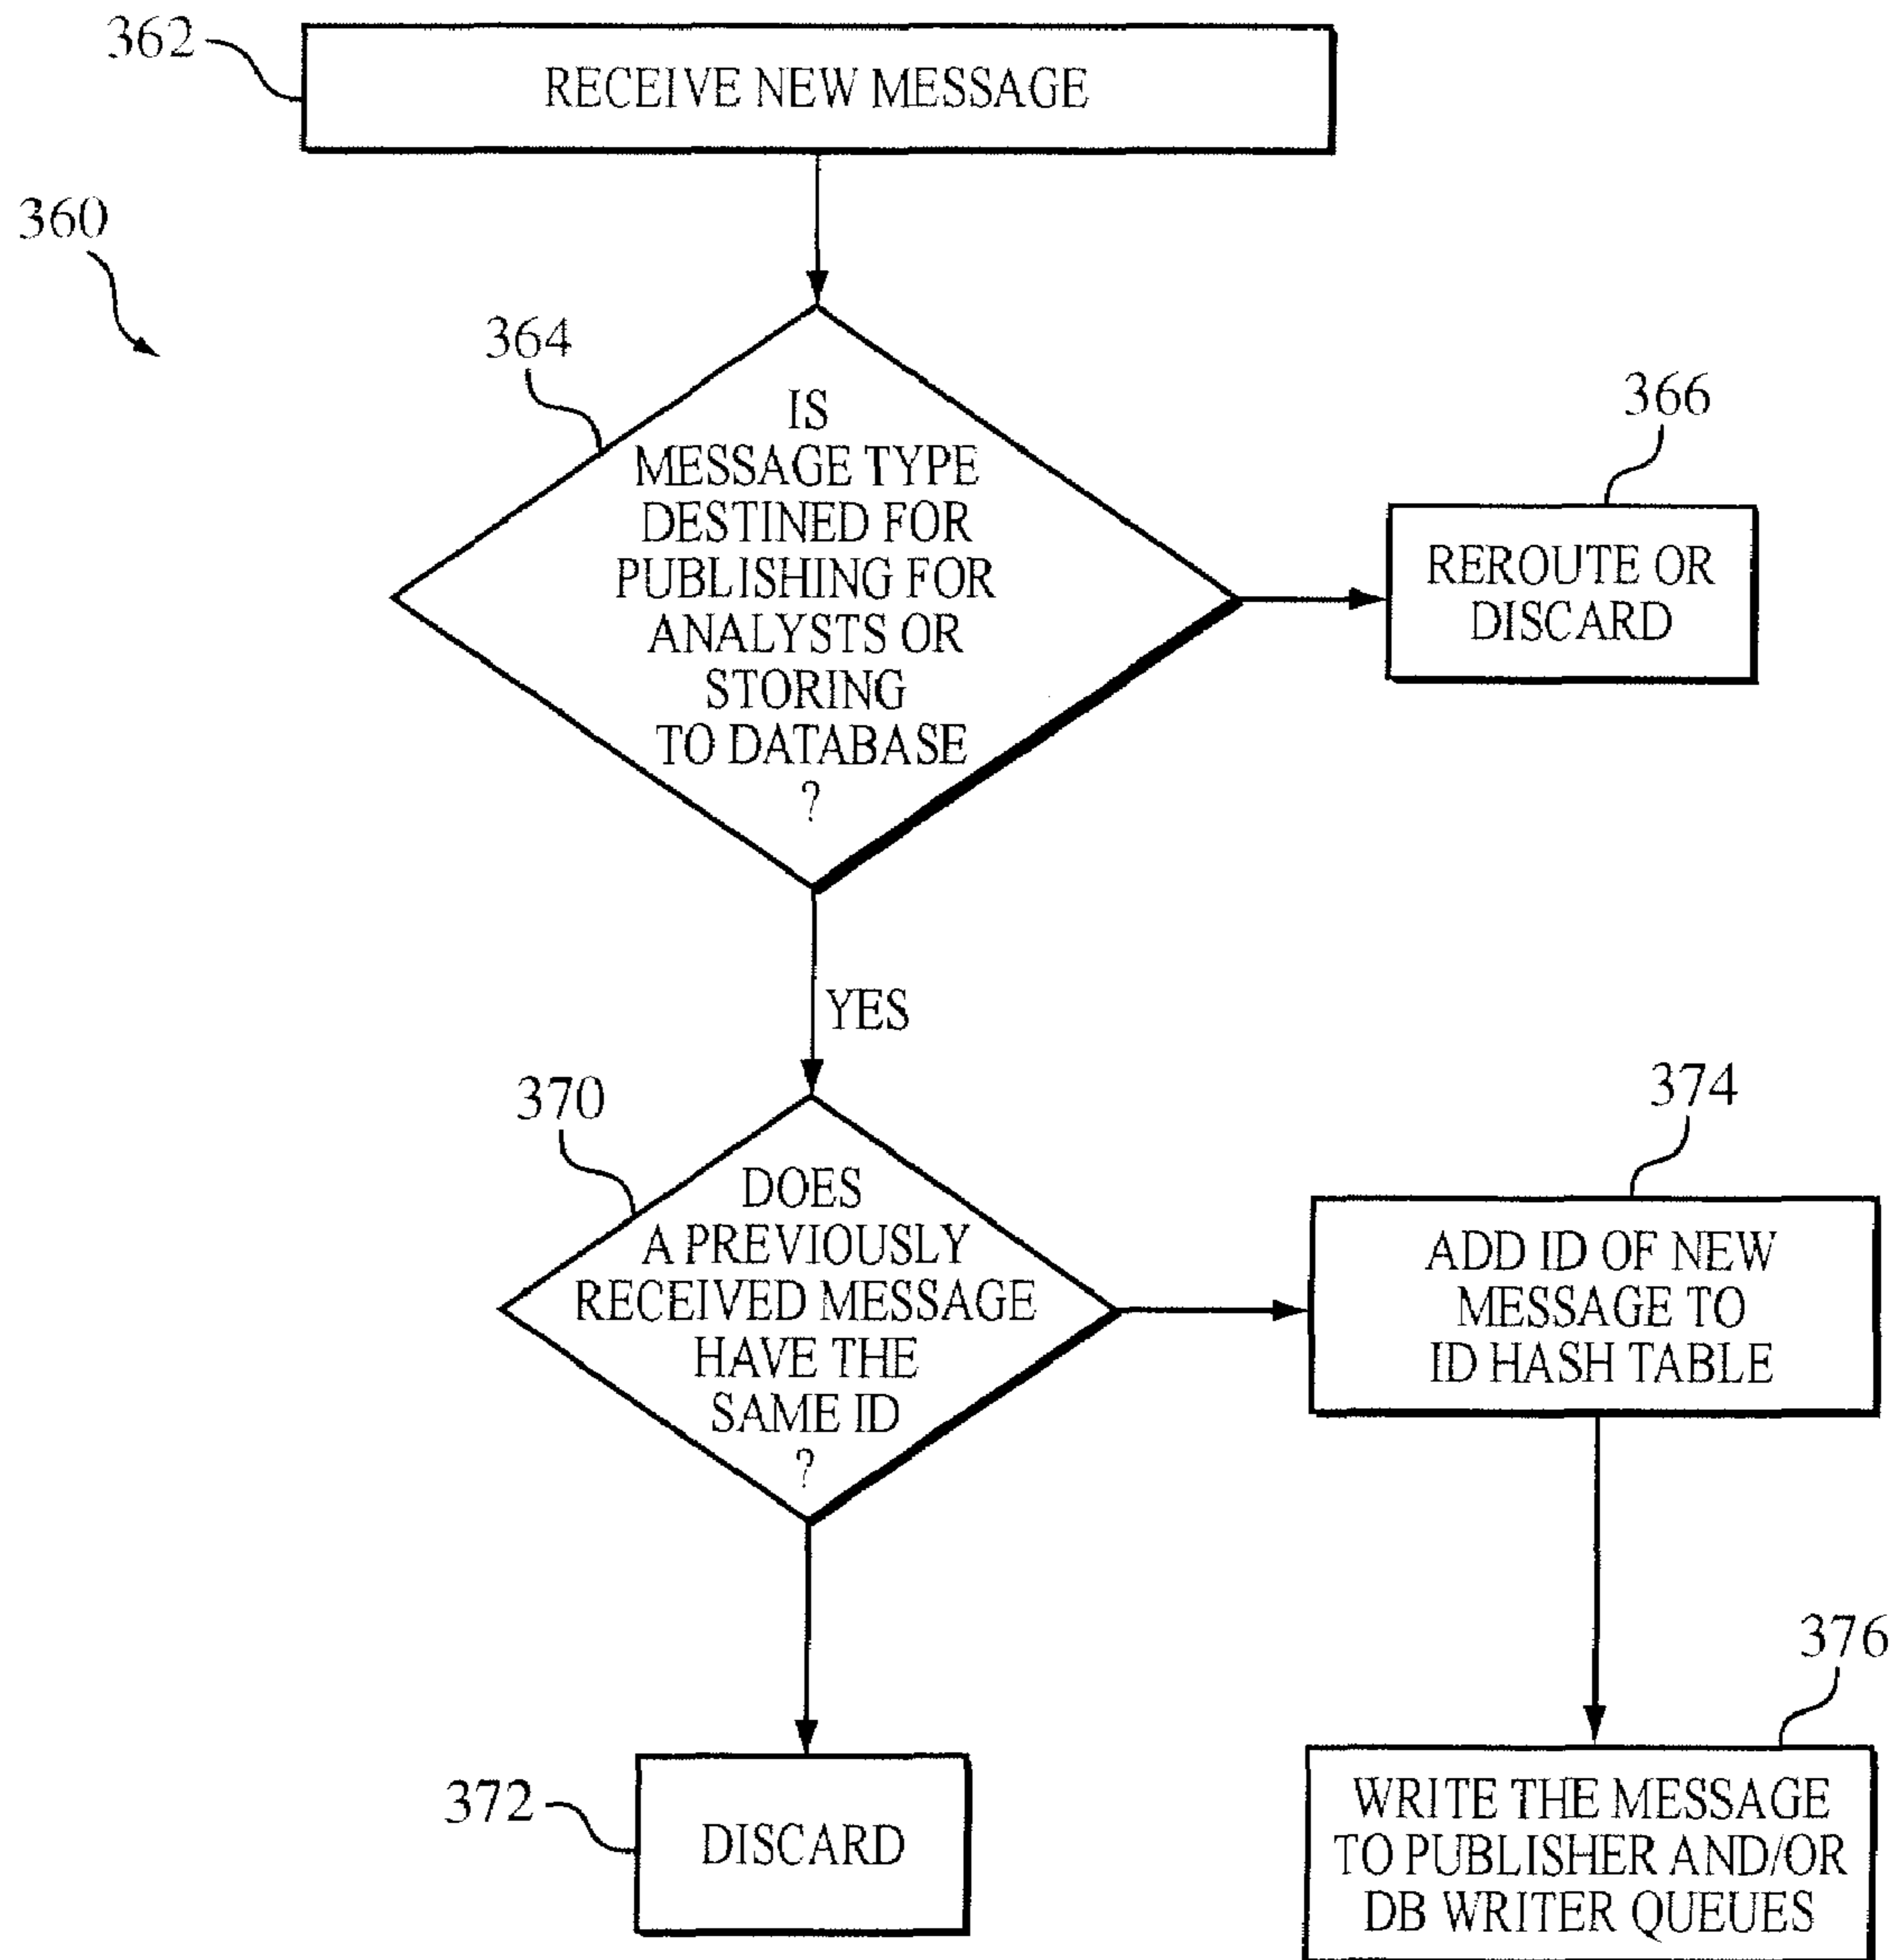 362
RECEIVE NEW MESSAGE
360
364
IS
MESSAGE TYPE
DESTINED FOR
PUBLISHING FOR
ANALYSTS OR
STORING
TO DATABASE
?
366
REROUTE OR
DISCARD
YES
370
DOES
A PREVIOUSLY
RECEIVED MESSAGE
HAVE THE
SAME ID
?
374
ADD ID OF NEW
MESSAGE TO
ID HASH TABLE
372
DISCARD
376
WRITE THE MESSAGE
TO PUBLISHER AND/OR
DB WRITER QUEUES